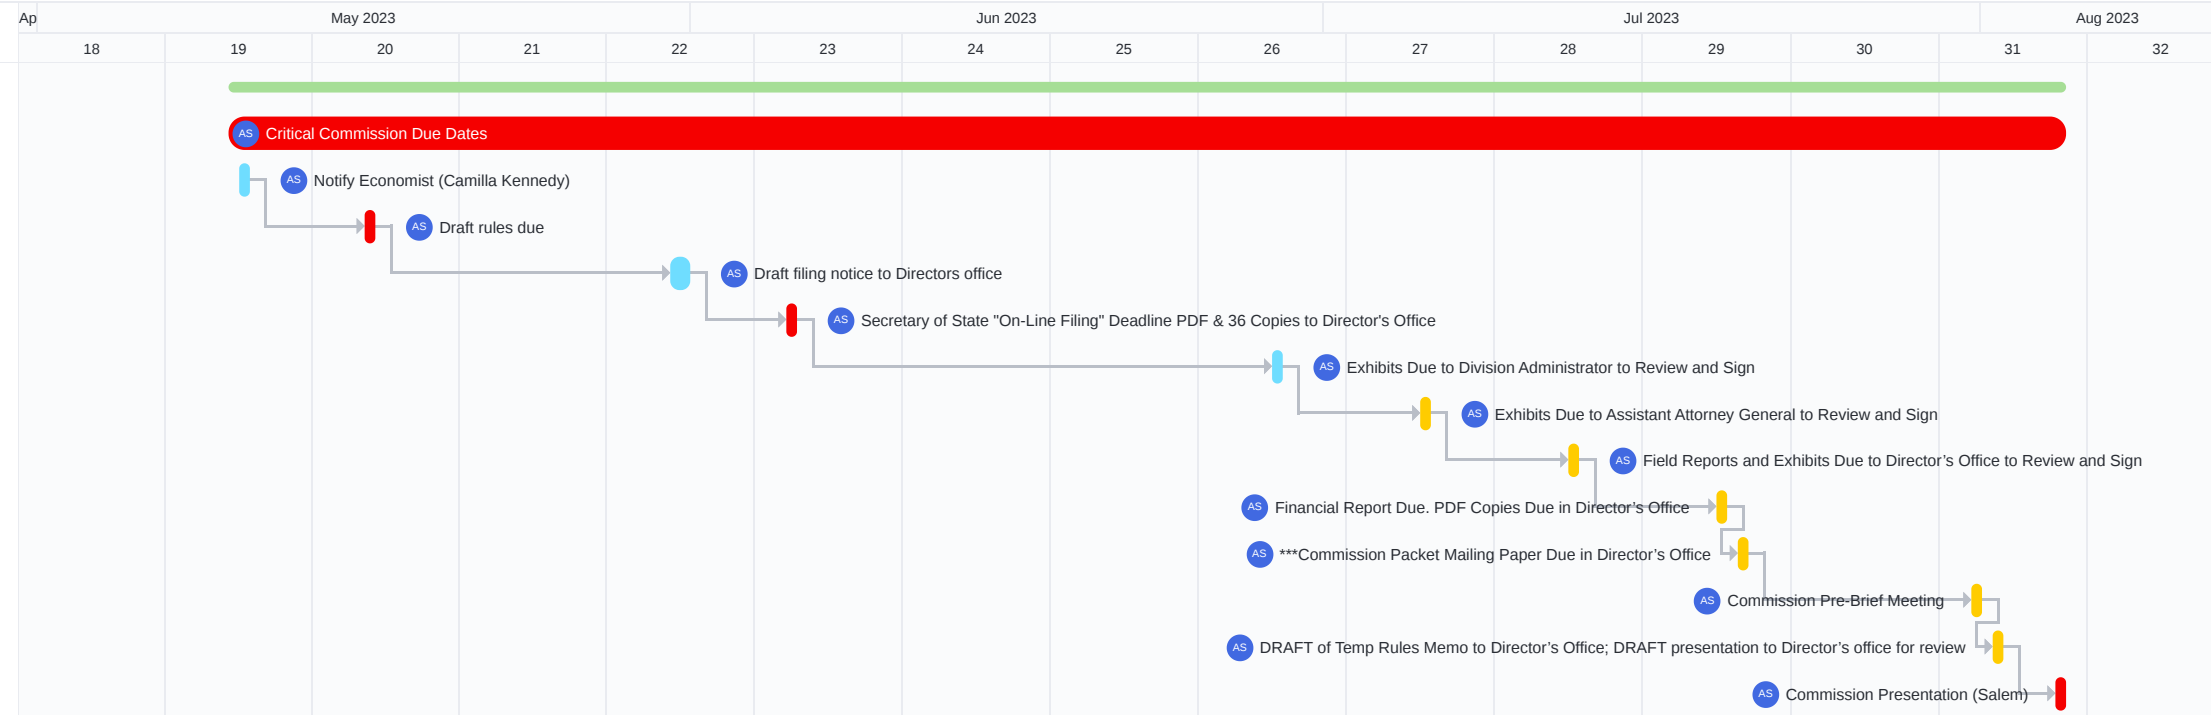 Ap May 2023 Jun 2023 Jul 2023 Aug 2023
18 19 20 21 22 23 24 25 26 27 28 29 30 31 32
AS Critical Commission Due Dates
AS Notify Economist (Camilla Kennedy)
AS Draft rules due
AS Draft filing notice to Directors office
AS Secretary of State "On-Line Filing" Deadline PDF & 36 Copies to Director's Office
AS Exhibits Due to Division Administrator to Review and Sign
AS Exhibits Due to Assistant Attorney General to Review and Sign
AS Field Reports and Exhibits Due to Director’s Office to Review and Sign
AS Financial Report Due. PDF Copies Due in Director’s Office
AS ***Commission Packet Mailing Paper Due in Director’s Office
AS Commission Pre-Brief Meeting
AS DRAFT of Temp Rules Memo to Director’s Office; DRAFT presentation to Director’s office for review
AS Commission Presentation (Salem)